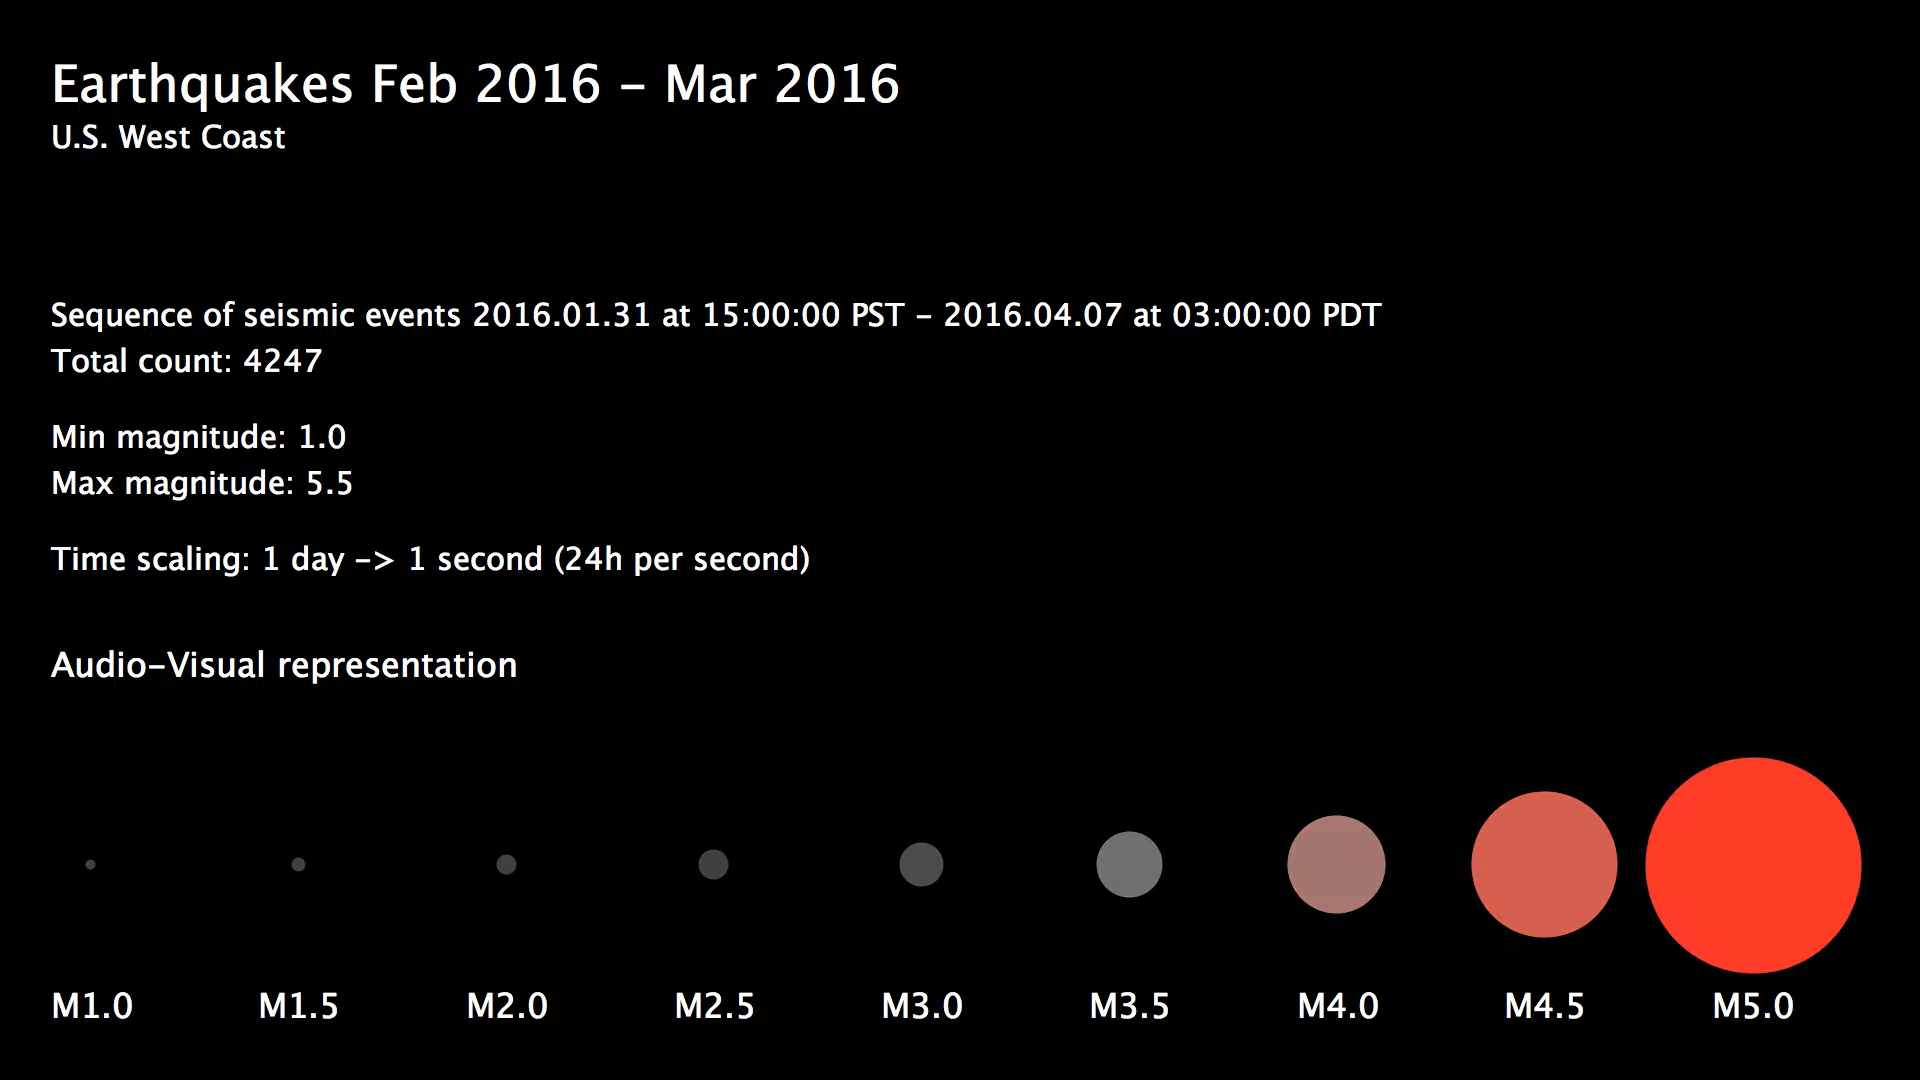 Earthquakes Feb 2016 – Mar 2016
U.S. West Coast
Sequence of seismic events 2016.01.31 at 15:00:00 PST – 2016.04.07 at 03:00:00 PDT
Total count: 4247
Min magnitude: 1.0
Max magnitude: 5.5
Time scaling: 1 day –> 1 second (24h per second)
Audio–Visual representation
M1.0 M1.5 M2.0 M2.5 M3.0 M3.5 M4.0 M4.5 M5.0